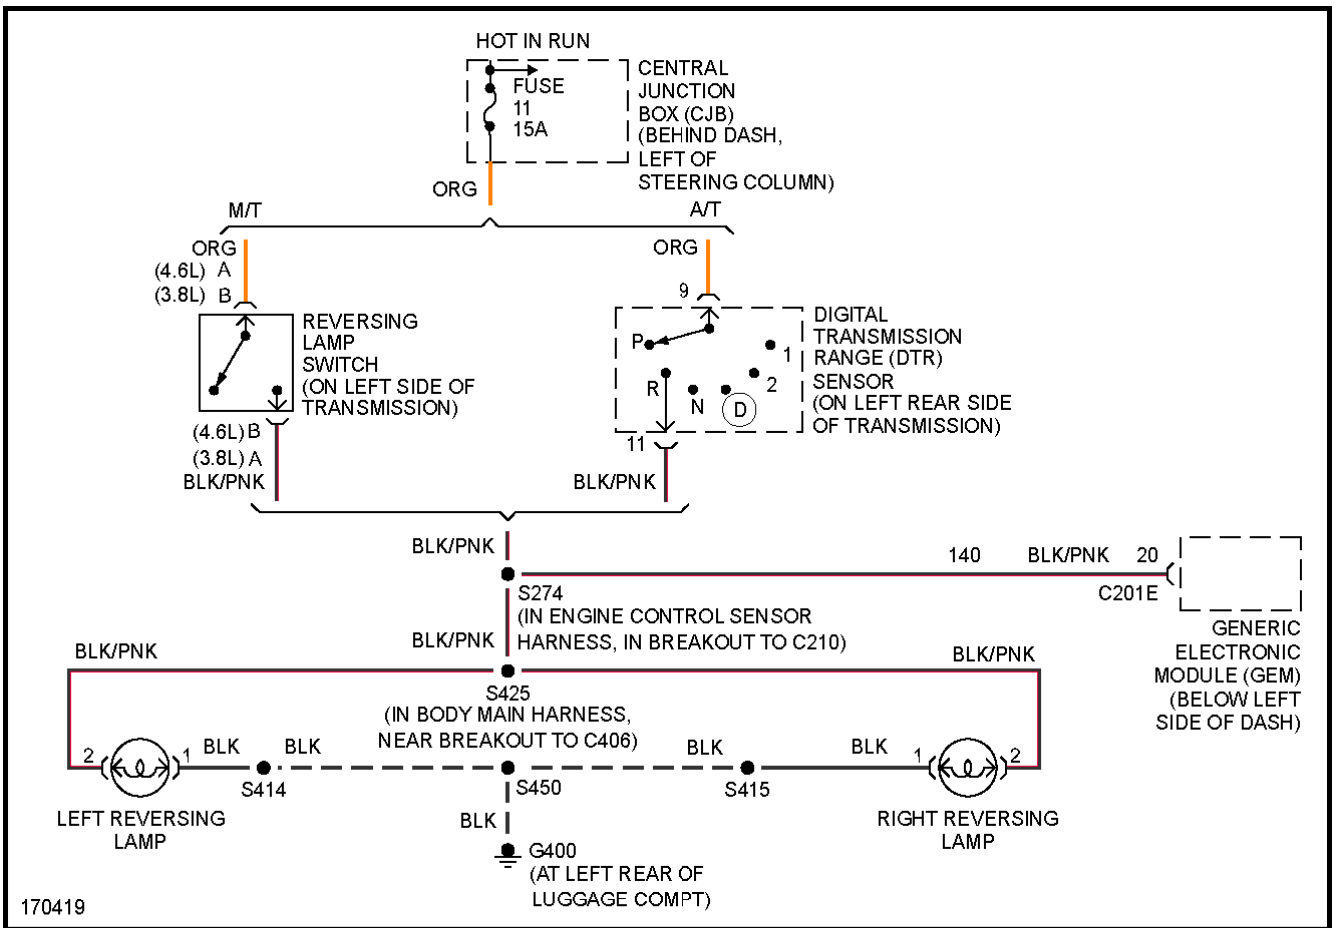 HOT IN RUN
FUSE
11
15A
CENTRAL
JUNCTION
BOX (CJB)
(BEHIND DASH,
LEFT OF
STEERING COLUMN)
ORG
M/T
A/T
ORG
(4.6L) A
(3.8L) B
ORG
9
REVERSING
LAMP
SWITCH
(ON LEFT SIDE OF
TRANSMISSION)
P
R
N
D
2
1
DIGITAL
TRANSMISSION
RANGE (DTR)
SENSOR
(ON LEFT REAR SIDE
OF TRANSMISSION)
(4.6L) B
(3.8L) A
BLK/PNK
11
BLK/PNK
BLK/PNK
140 BLK/PNK 20
C201E
S274
(IN ENGINE CONTROL SENSOR
HARNESS, IN BREAKOUT TO C210)
BLK/PNK
GENERIC
ELECTRONIC
MODULE (GEM)
(BELOW LEFT
SIDE OF DASH)
BLK/PNK
BLK/PNK
S425
(IN BODY MAIN HARNESS,
NEAR BREAKOUT TO C406)
2
1
BLK
BLK
BLK
BLK
1
2
S414
S450
S415
LEFT REVERSING
LAMP
RIGHT REVERSING
LAMP
BLK
G400
(AT LEFT REAR OF
LUGGAGE COMPT)
170419